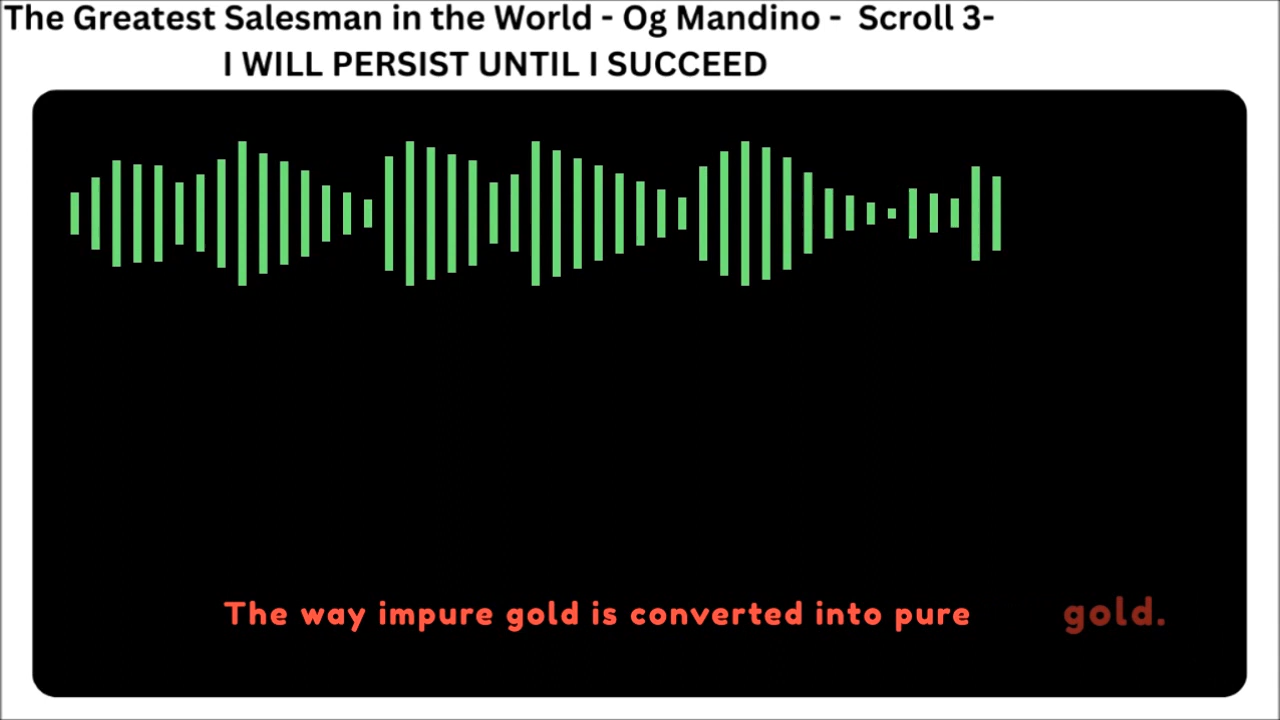 The Greatest Salesman in the World - Og Mandino - Scroll 3-
I WILL PERSIST UNTIL I SUCCEED
The way impure gold is converted into pure gold.